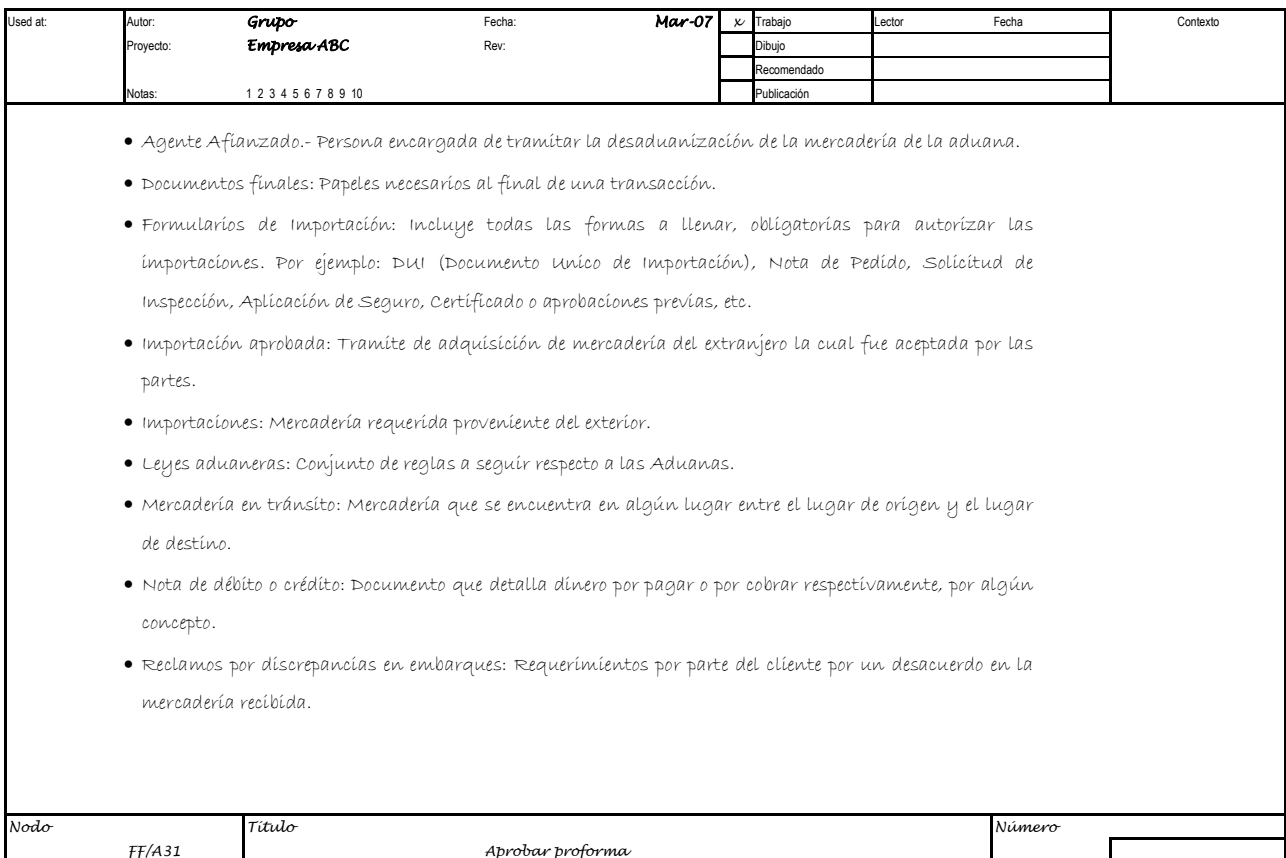 Used at: Autor: Grupo Fecha: Mar-07 x Trabajo Lector Fecha Contexto
Proyecto: Empresa ABC Rev: Dibujo
Recomendado
Notas: 1 2 3 4 5 6 7 8 9 10 Publicación
• Agente Afianzado.- Persona encargada de tramitar la desaduanización de la mercadería de la aduana.
• Documentos finales: Papeles necesarios al final de una transacción.
• Formularios de Importación: Incluye todas las formas a llenar, obligatorias para autorizar las
importaciones. Por ejemplo: DUI (Documento Unico de Importación), Nota de Pedido, Solicitud de
Inspección, Aplicación de Seguro, Certificado o aprobaciones previas, etc.
• Importación aprobada: Tramite de adquisición de mercadería del extranjero la cual fue aceptada por las
partes.
• Importaciones: Mercadería requerida proveniente del exterior.
• Leyes aduaneras: Conjunto de reglas a seguir respecto a las Aduanas.
• Mercadería en tránsito: Mercadería que se encuentra en algún lugar entre el lugar de origen y el lugar
de destino.
• Nota de débito o crédito: Documento que detalla dinero por pagar o por cobrar respectivamente, por algún
concepto.
• Reclamos por discrepancias en embarques: Requerimientos por parte del cliente por un desacuerdo en la
mercadería recibida.
Nodo Título Número
FF/A31 Aprobar proforma